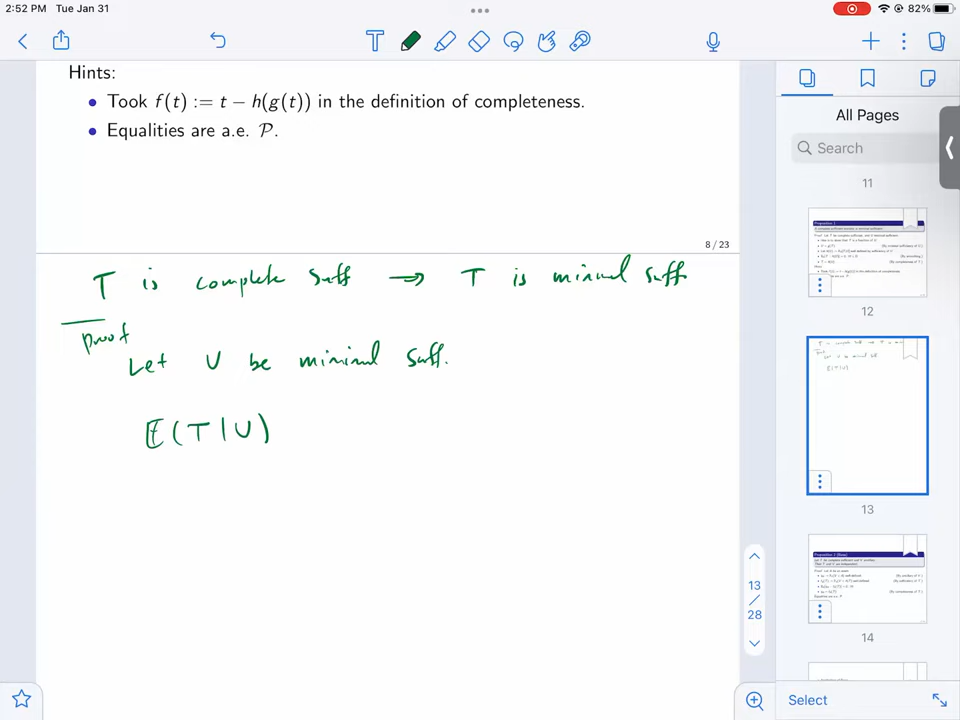 2:52 PM Tue Jan 31
82%
Hints:
• Took f(t) := t − h(g(t)) in the definition of completeness.
• Equalities are a.e. 𝒫.
8 / 23
T is complete suff → T is minimal suff
proof
Let U be minimal suff.
𝔼(T|U)
All Pages
Search
11
12
13
14
13
/
28
Select